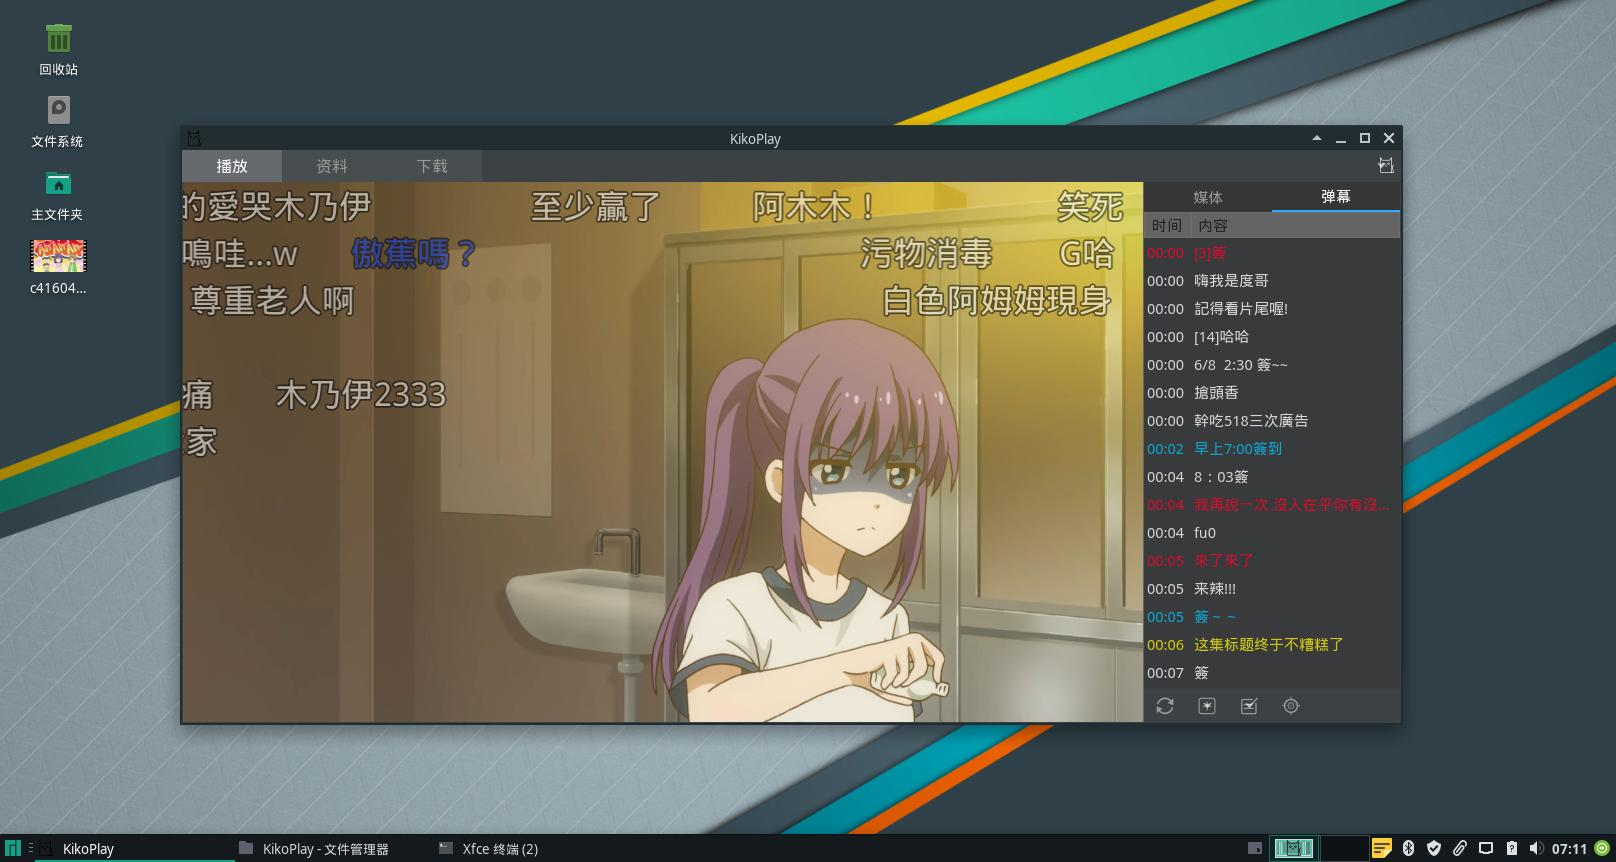 回收站
文件系统
主文件夹
c41604...
KikoPlay
播放 资料 下载
的愛哭木乃伊 至少贏了 阿木木！ 笑死
鳴哇...w 傲蕉嗎？ 污物消毒 G哈
尊重老人啊 白色阿姆姆現身
痛 木乃伊2333
家
媒体 弹幕
时间 内容
00:00 [3]簽
00:00 嗨我是度哥
00:00 記得看片尾喔!
00:00 [14]哈哈
00:00 6/8 2:30 簽~~
00:00 搶頭香
00:00 幹吃518三次廣告
00:02 早上7:00簽到
00:04 8：03簽
00:04 我再說一次 沒人在乎你有沒...
00:04 fu0
00:05 來了來了
00:05 来辣!!!
00:05 簽 ~ ~
00:06 这集标题终于不糟糕了
00:07 簽
KikoPlay
KikoPlay - 文件管理器
Xfce 终端 (2)
07:11